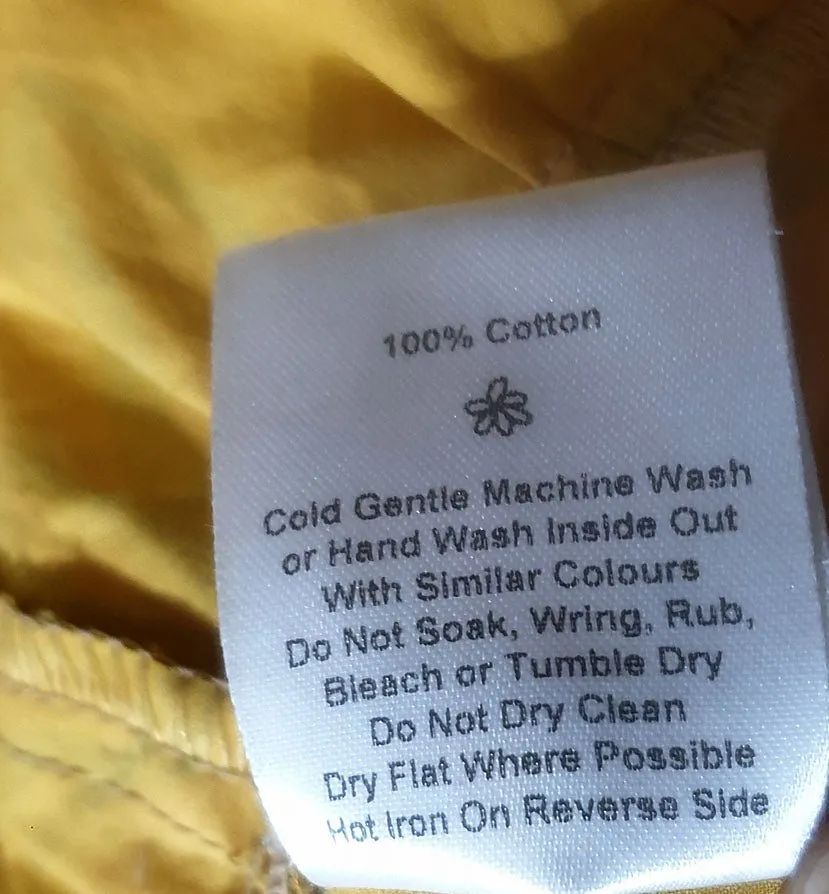 100% Cotton
Cold Gentle Machine Wash
or Hand Wash Inside Out
With Similar Colours
Do Not Soak, Wring, Rub,
Bleach or Tumble Dry
Do Not Dry Clean
Dry Flat Where Possible
Hot Iron On Reverse Side